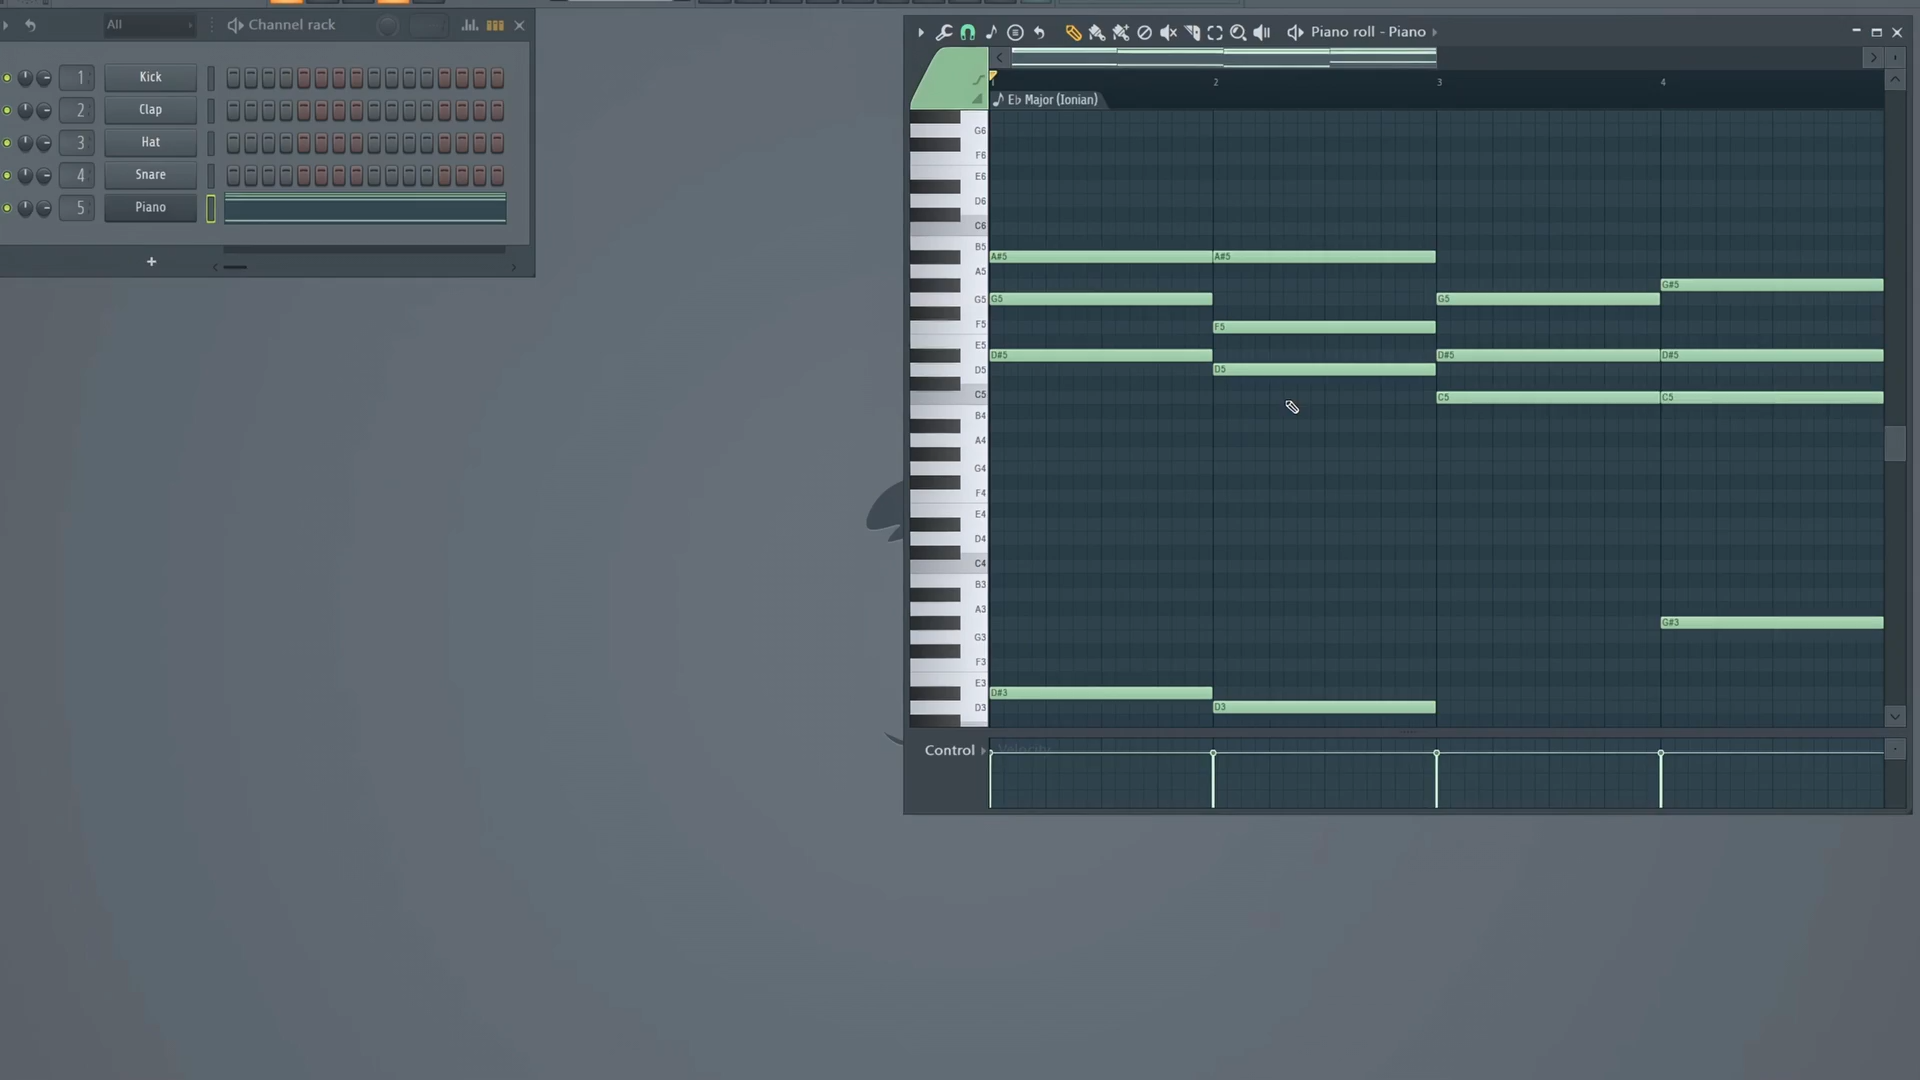 All
Channel rack
1 Kick
2 Clap
3 Hat
4 Snare
5 Piano
+
Piano roll - Piano
1 2 3 4
E♭ Major (Ionian)
G6
F6
E6
D6
C6
B5
A#5 A#5
A5
G#5
G5 G5 G5
F5 F5
E5
D#5 D#5 D#5
D5 D5
C5 C5 C5
B4
A4
G4
F4
E4
D4
C4
B3
A3
G#3
G3
F3
E3
D#3
D3 D3
Control Velocity